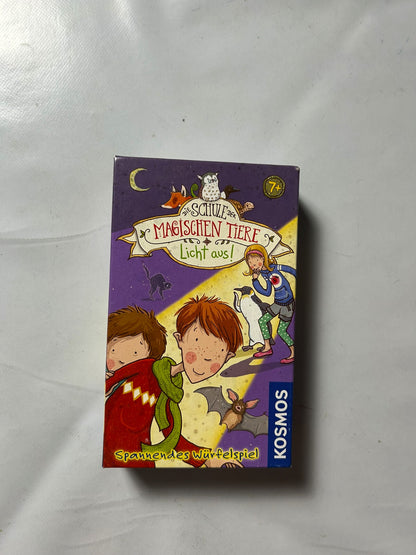 7+
DIE SCHULE DER
MAGISCHEN TIERE
Licht aus!
Spannendes Würfelspiel
KOSMOS